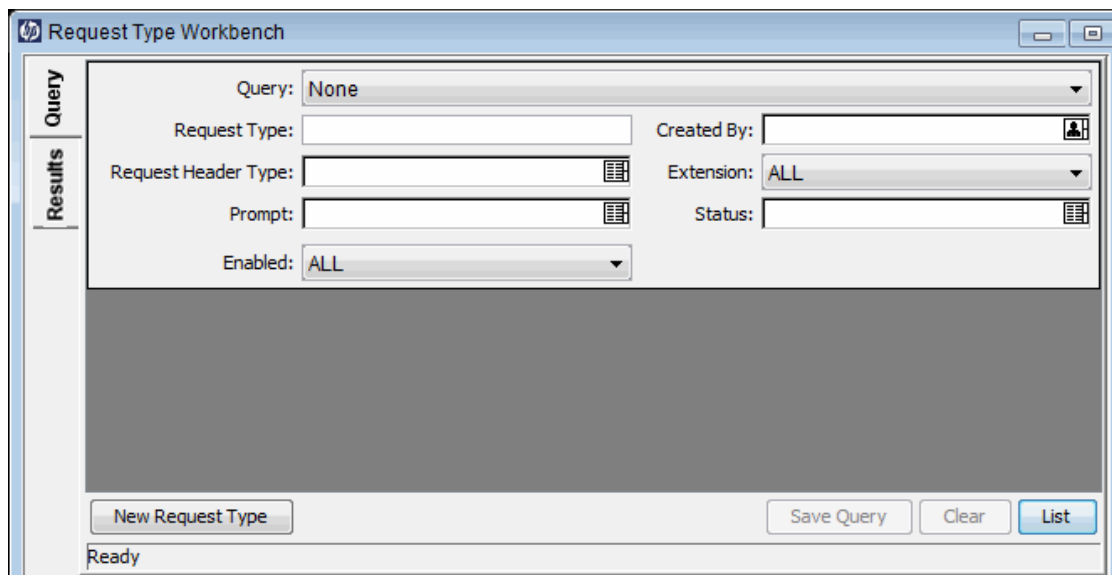 hp Request Type Workbench
Query
Results
Query: None
Request Type:
Created By:
Request Header Type:
Extension: ALL
Prompt:
Status:
Enabled: ALL
New Request Type
Save Query
Clear
List
Ready